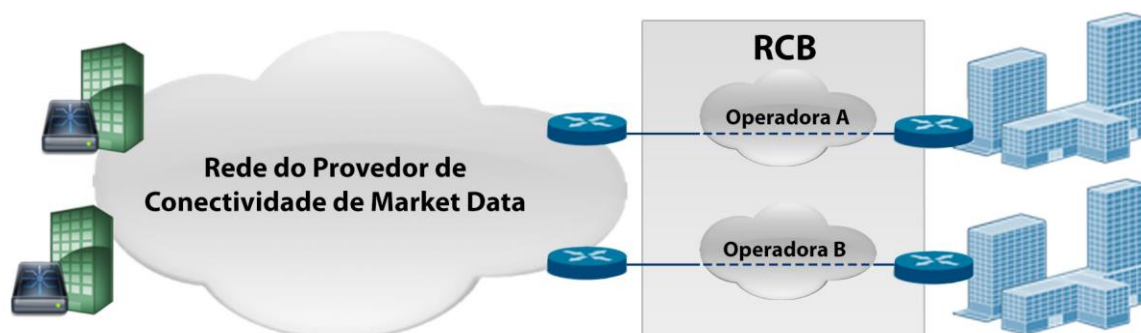 RCB
Operadora A
Rede do Provedor de
Conectividade de Market Data
Operadora B